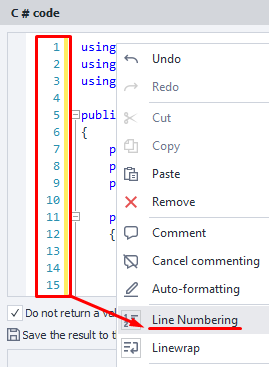 C # code
1 using
2 using
3 using
4
5 public
6 {
7 p
8 p
9 p
10
11 p
12 {
13
14
15
Undo
Redo
Cut
Copy
Paste
Remove
Comment
Cancel commenting
Auto-formatting
Line Numbering
Linewrap
Do not return a val
Save the result to t